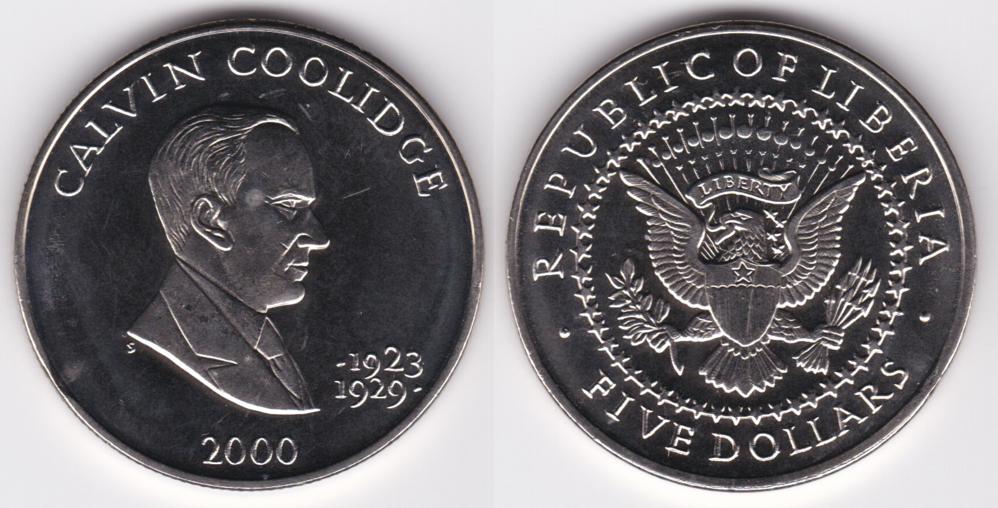 CALVIN COOLIDGE
S
-1923
1929-
2000
REPUBLIC OF LIBERIA
LIBERTY
• FIVE DOLLARS •